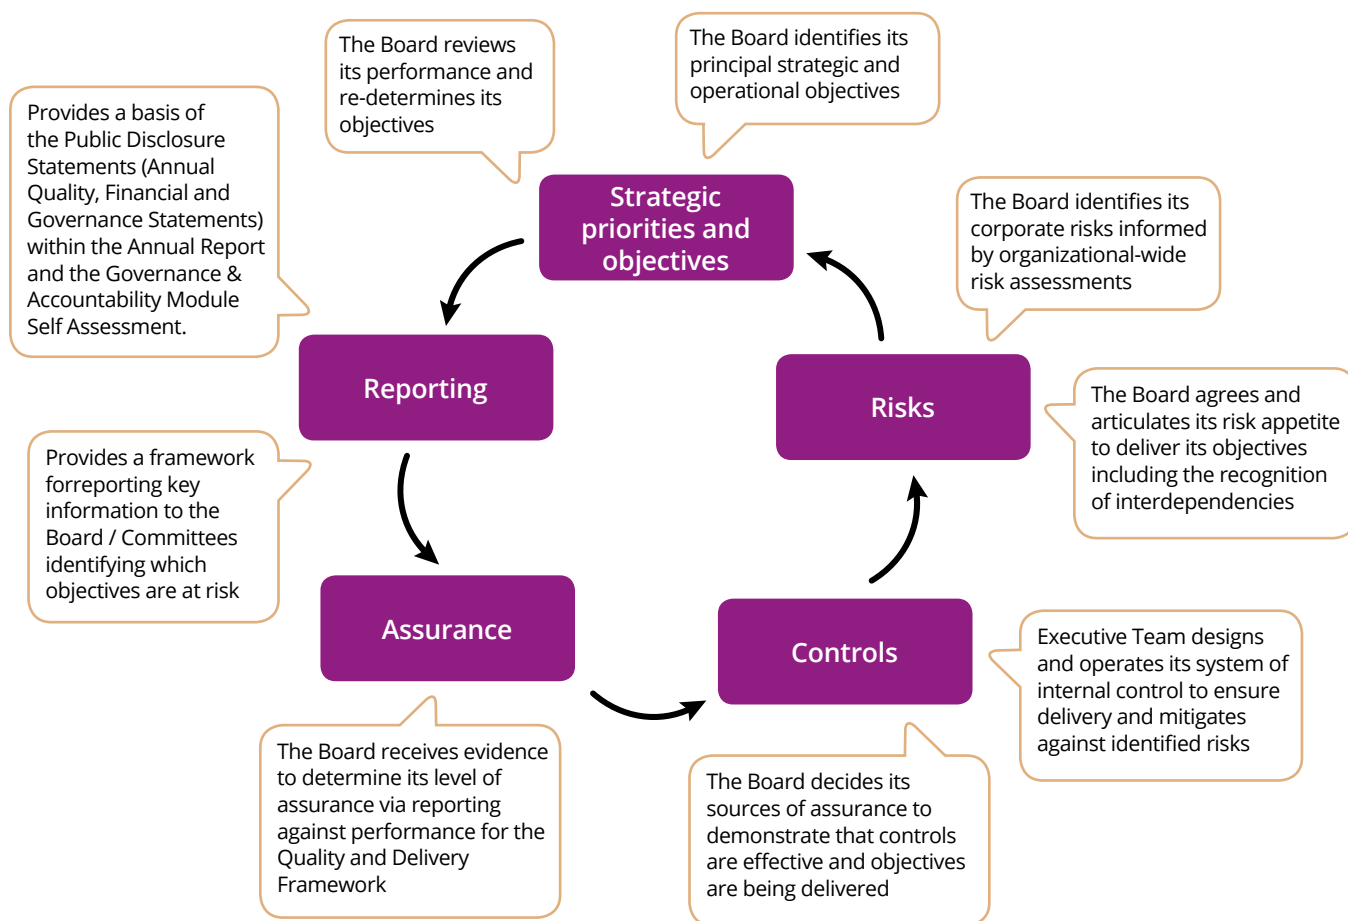 The Board reviews
its performance and
re-determines its
objectives
The Board identifies its
principal strategic and
operational objectives
Provides a basis of
the Public Disclosure
Statements (Annual
Quality, Financial and
Governance Statements)
within the Annual Report
and the Governance &
Accountability Module
Self Assessment.
Strategic
priorities and
objectives
The Board identifies its
corporate risks informed
by organizational-wide
risk assessments
Reporting
Risks
The Board agrees and
articulates its risk appetite
to deliver its objectives
including the recognition
of interdependencies
Provides a framework
forreporting key
information to the
Board / Committees
identifying which
objectives are at risk
Assurance
Controls
Executive Team designs
and operates its system of
internal control to ensure
delivery and mitigates
against identified risks
The Board receives evidence
to determine its level of
assurance via reporting
against performance for the
Quality and Delivery
Framework
The Board decides its
sources of assurance to
demonstrate that controls
are effective and objectives
are being delivered